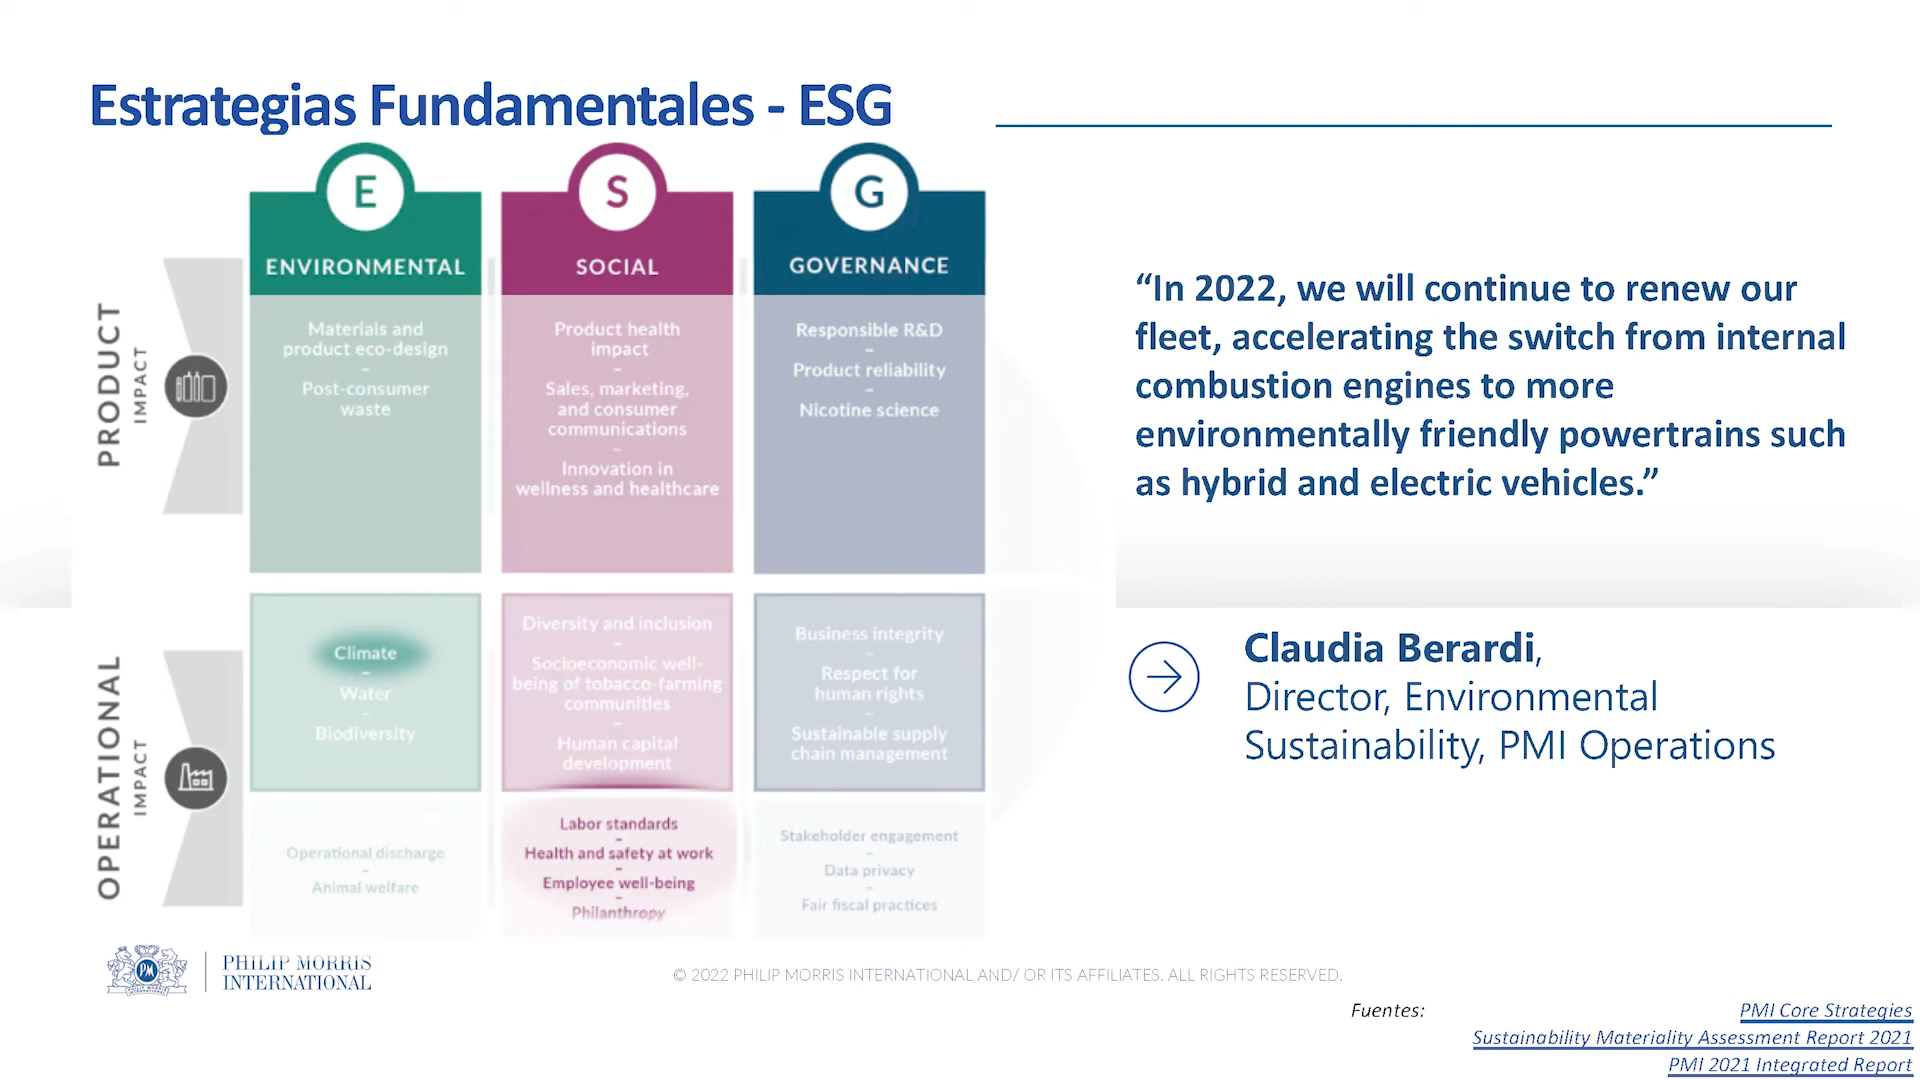 Estrategias Fundamentales - ESG
E
S
G
ENVIRONMENTAL
SOCIAL
GOVERNANCE
PRODUCT
IMPACT
Materials and
product eco-design
–
Post-consumer
waste
Product health
impact
–
Sales, marketing,
and consumer
communications
–
Innovation in
wellness and healthcare
Responsible R&D
–
Product reliability
–
Nicotine science
OPERATIONAL
IMPACT
Climate
–
Water
–
Biodiversity
Diversity and inclusion
–
Socioeconomic well-
being of tobacco-farming
communities
–
Human capital
development
Business integrity
–
Respect for
human rights
–
Sustainable supply
chain management
Operational discharge
–
Animal welfare
Labor standards
–
Health and safety at work
–
Employee well-being
–
Philanthropy
Stakeholder engagement
–
Data privacy
–
Fair fiscal practices
“In 2022, we will continue to renew our
fleet, accelerating the switch from internal
combustion engines to more
environmentally friendly powertrains such
as hybrid and electric vehicles.”
Claudia Berardi,
Director, Environmental
Sustainability, PMI Operations
PM
PHILIP MORRIS
INTERNATIONAL
© 2022 PHILIP MORRIS INTERNATIONAL AND/ OR ITS AFFILIATES. ALL RIGHTS RESERVED.
Fuentes: PMI Core Strategies
Sustainability Materiality Assessment Report 2021
PMI 2021 Integrated Report